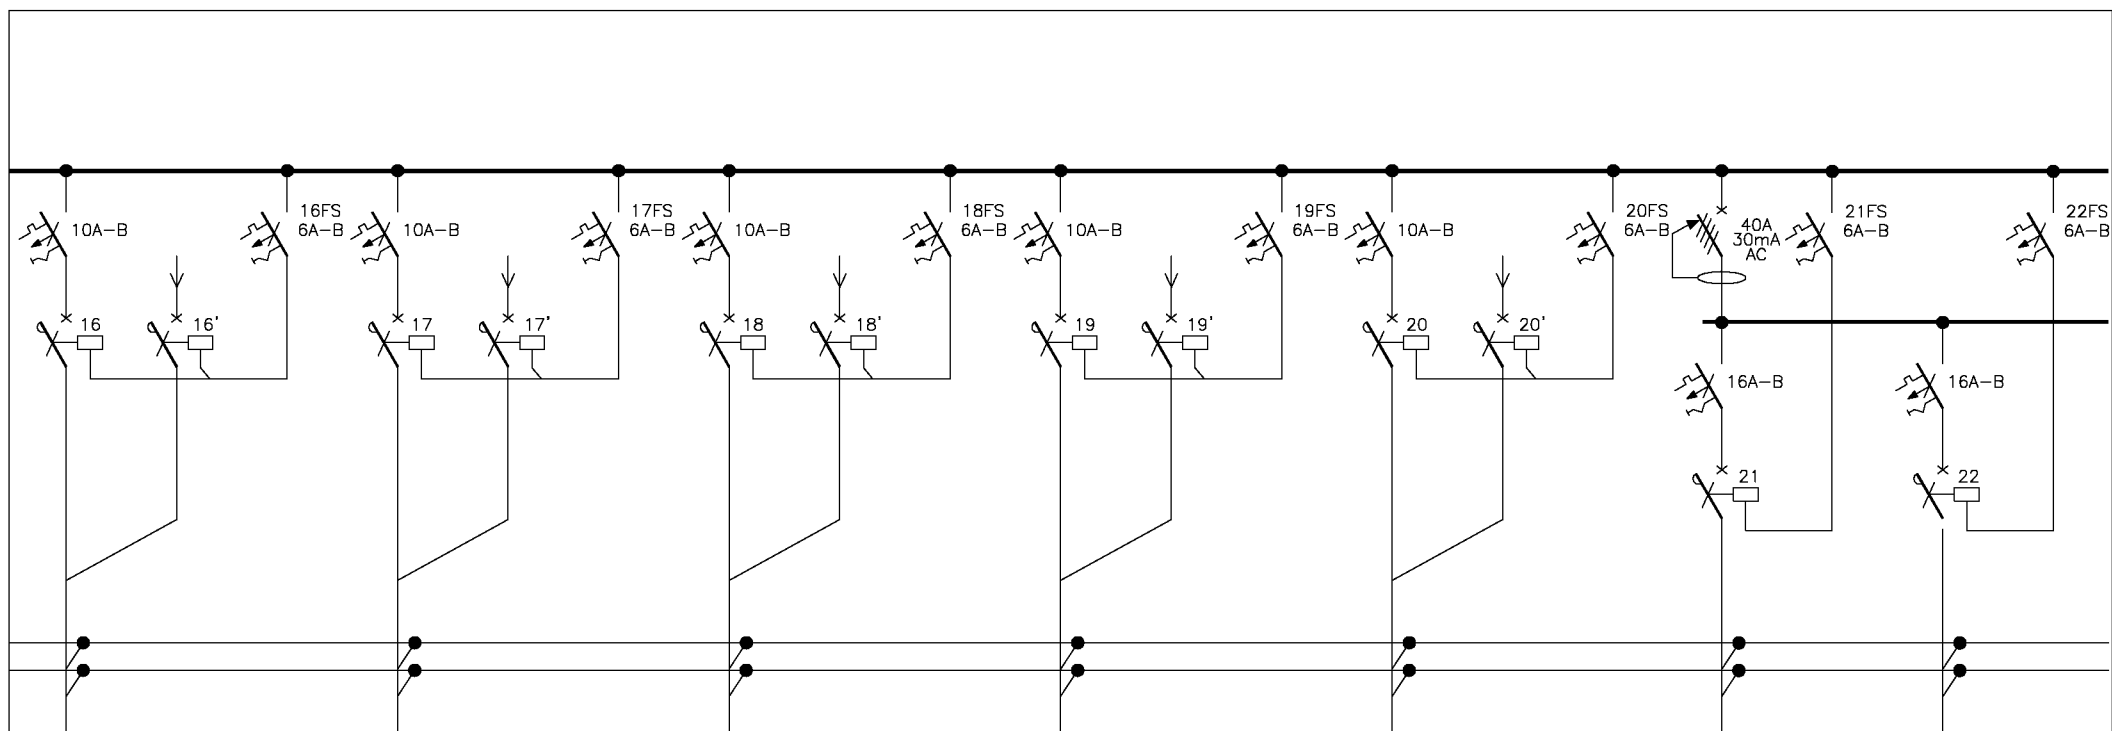 10A-B
16FS
6A-B
10A-B
17FS
6A-B
10A-B
18FS
6A-B
10A-B
19FS
6A-B
10A-B
20FS
6A-B
40A
30mA
AC
21FS
6A-B
22FS
6A-B
16
16'
17
17'
18
18'
19
19'
20
20'
16A-B
16A-B
21
22